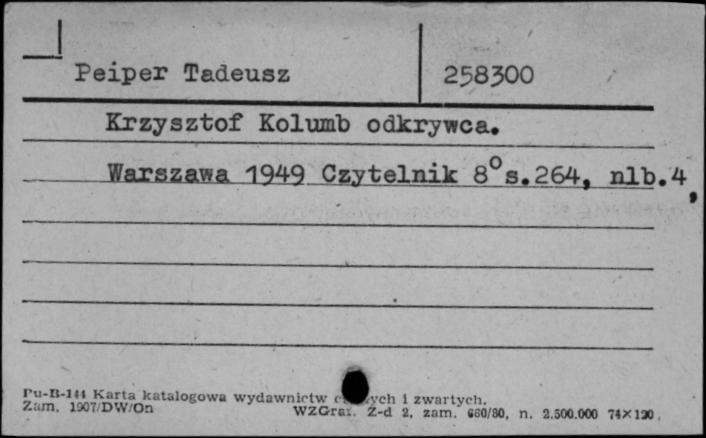 Peiper Tadeusz 258300
Krzysztof Kolumb odkrywca.
Warszawa 1949 Czytelnik 8° s.264, nlb.4,
Pu-B-144 Karta katalogowa wydawnictw i zwartych.
Zam. 1907/DW/On WZGraf. Z-d 2, zam. 660/80, n. 2.500.000 74×120.